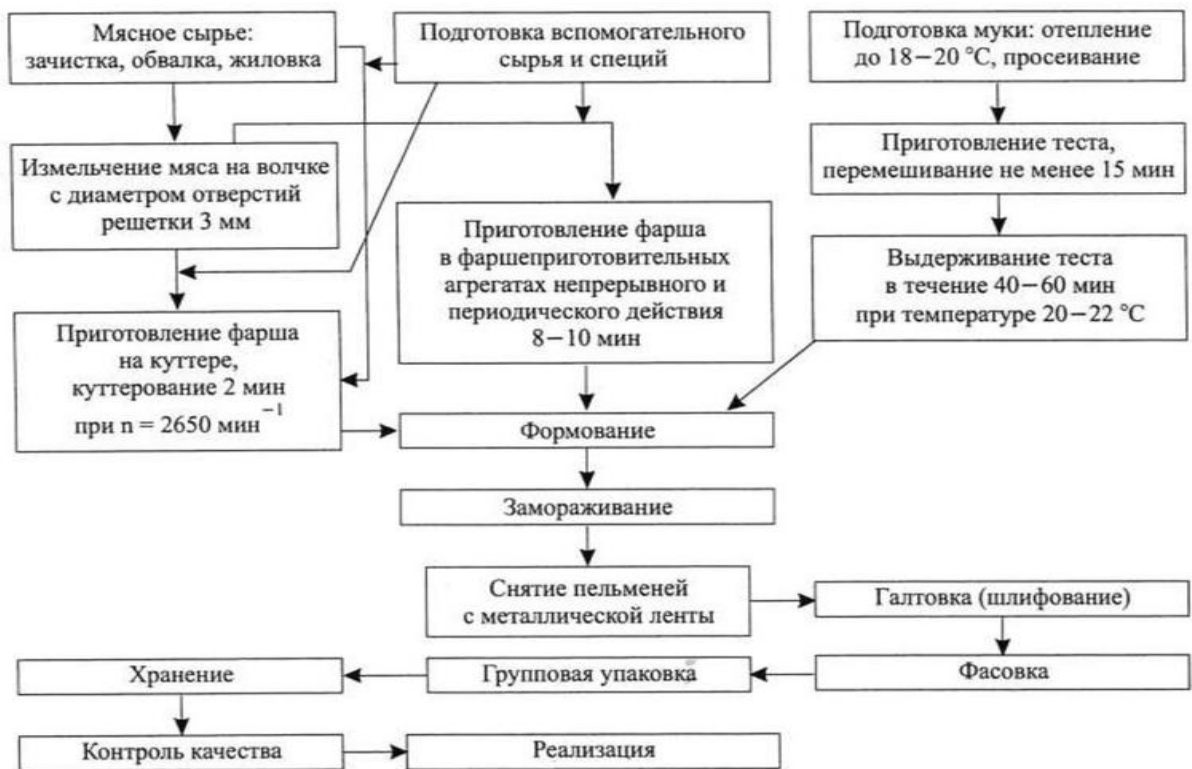 Мясное сырье:
зачистка, обвалка, жиловка
Подготовка вспомогательного
сырья и специй
Подготовка муки: отепление
до 18–20 °C, просеивание
Измельчение мяса на волчке
с диаметром отверстий
решетки 3 мм
Приготовление теста,
перемешивание не менее 15 мин
Приготовление фарша
в фаршеприготовительных
агрегатах непрерывного и
периодического действия
8–10 мин
Выдерживание теста
в течение 40–60 мин
при температуре 20–22 °C
Приготовление фарша
на куттере,
куттерование 2 мин
при n = 2650 мин⁻¹
Формование
Замораживание
Снятие пельменей
с металлической ленты
Галтовка (шлифование)
Хранение
Групповая упаковка
Фасовка
Контроль качества
Реализация